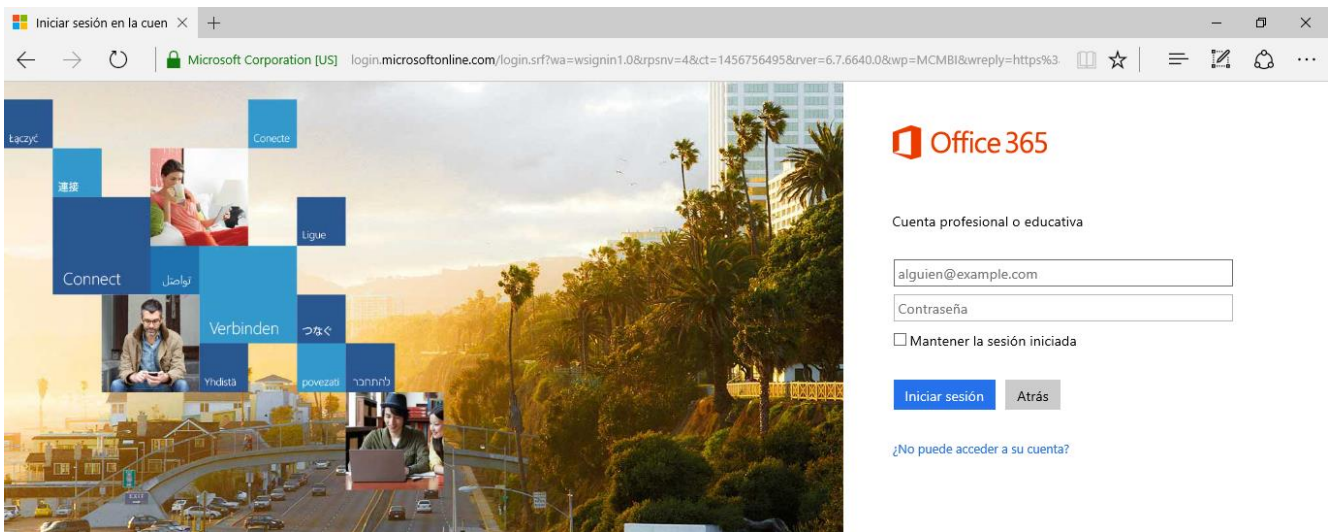 Iniciar sesión en la cuen
Microsoft Corporation [US] login.microsoftonline.com/login.srf?wa=wsignin1.0&rpsnv=4&ct=1456756495&rver=6.7.6640.0&wp=MCMBI&wreply=https%3
Łączyć
Conecte
連接
Ligue
Connect
تواصل
Verbinden
つなぐ
Yhdistä
povezati
להתחבר
EXIT
Office 365
Cuenta profesional o educativa
alguien@example.com
Contraseña
Mantener la sesión iniciada
Iniciar sesión Atrás
¿No puede acceder a su cuenta?